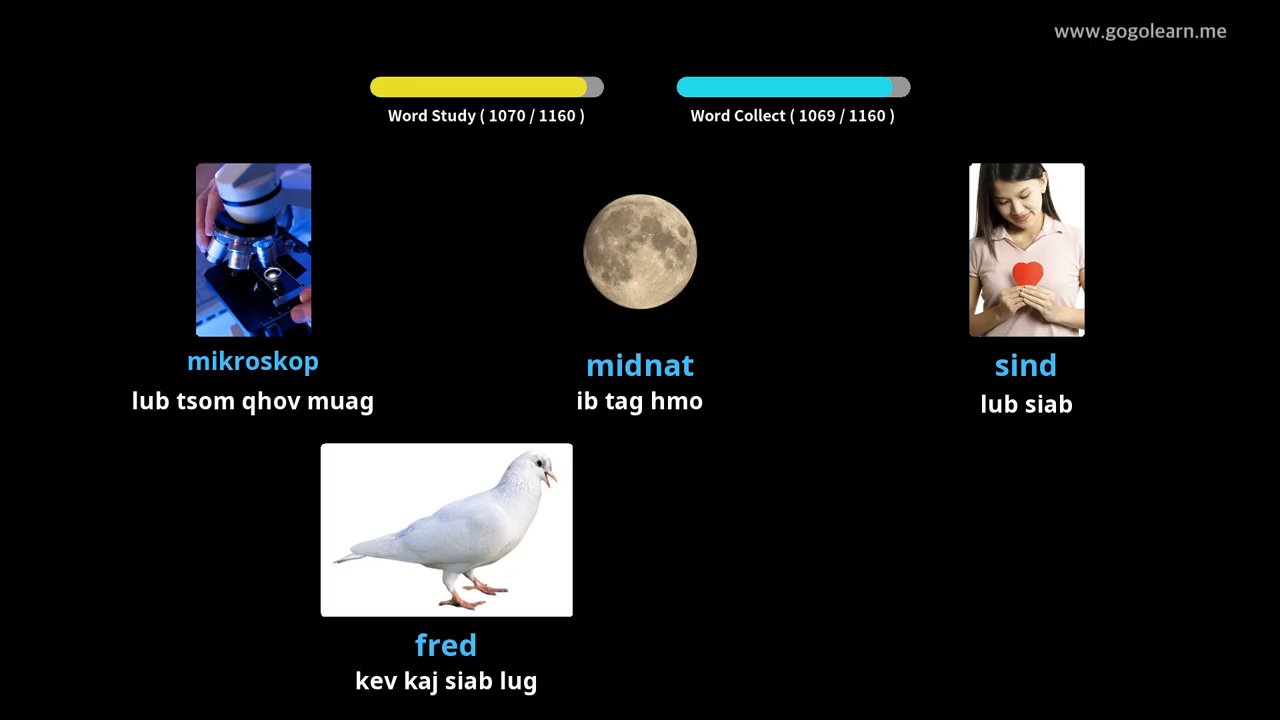 www.gogolearn.me
Word Study ( 1070 / 1160 )
Word Collect ( 1069 / 1160 )
mikroskop
lub tsom qhov muag
midnat
ib tag hmo
sind
lub siab
fred
kev kaj siab lug